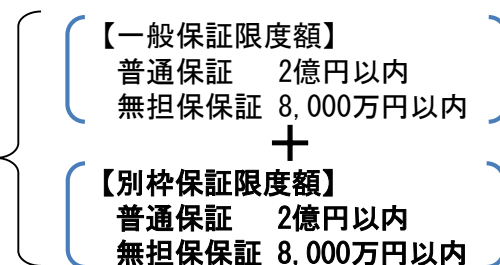 【一般保証限度額】
普通保証　　2億円以内
無担保保証 8,000万円以内
＋
【別枠保証限度額】
普通保証　　2億円以内
無担保保証 8,000万円以内